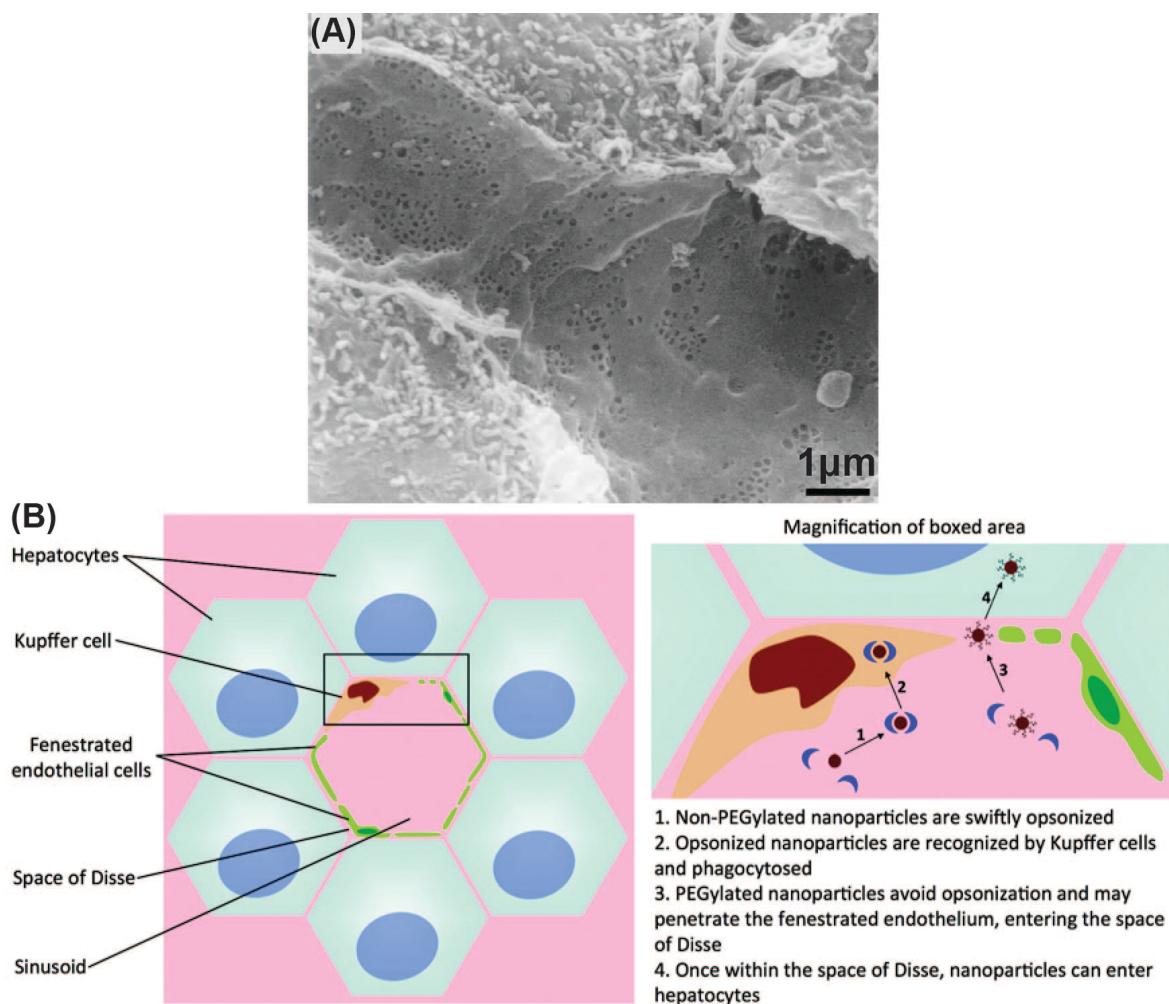 (A)
1μm
(B)
Hepatocytes
Kupffer cell
Fenestrated
endothelial cells
Space of Disse
Sinusoid
Magnification of boxed area
4
3
2
1
1. Non-PEGylated nanoparticles are swiftly opsonized
2. Opsonized nanoparticles are recognized by Kupffer cells
and phagocytosed
3. PEGylated nanoparticles avoid opsonization and may
penetrate the fenestrated endothelium, entering the space
of Disse
4. Once within the space of Disse, nanoparticles can enter
hepatocytes